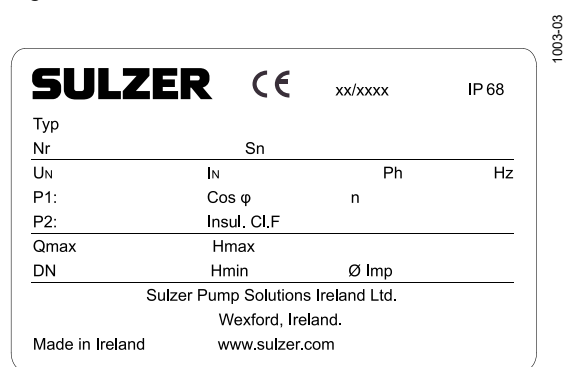 1003-03
SULZER CE xx/xxxx IP 68
Typ
Nr Sn
UN IN Ph Hz
P1: Cos φ n
P2: Insul. Cl.F
Qmax Hmax
DN Hmin Ø Imp
Sulzer Pump Solutions Ireland Ltd.
Wexford, Ireland.
Made in Ireland www.sulzer.com